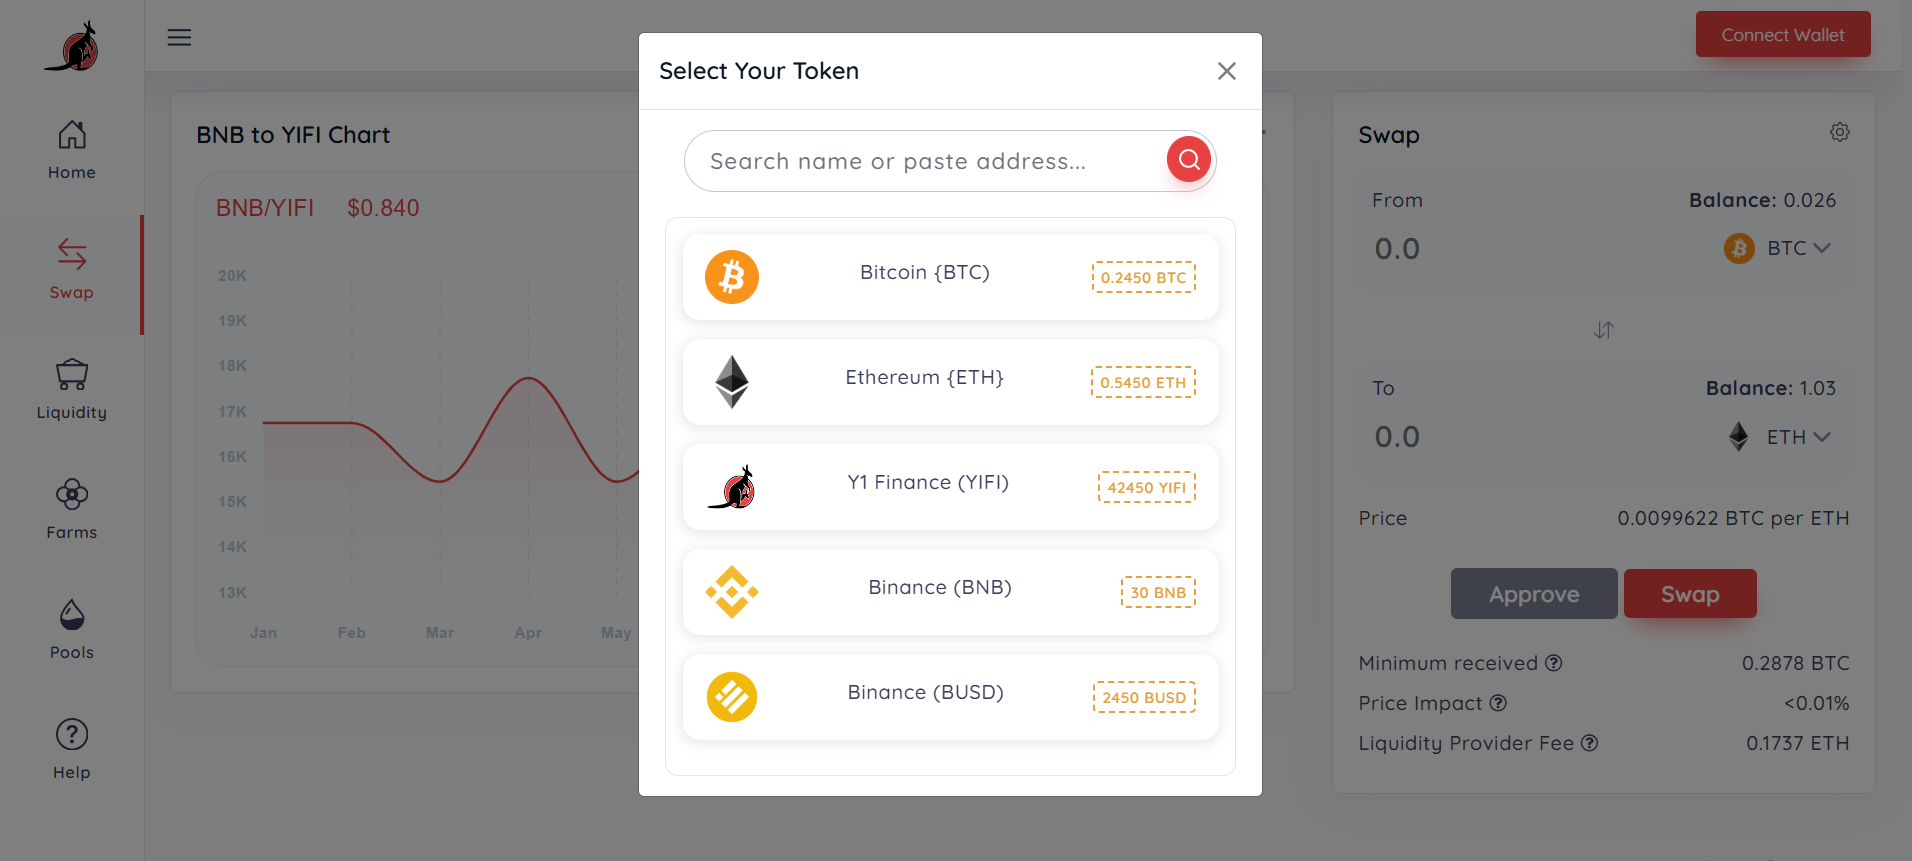 Home
Swap
Liquidity
Farms
Pools
Help
Connect Wallet
BNB to YIFI Chart
BNB/YIFI $0.840
20K
19K
18K
17K
16K
15K
14K
13K
Jan Feb Mar Apr May
Select Your Token
Search name or paste address...
Bitcoin {BTC) 0.2450 BTC
Ethereum {ETH} 0.5450 ETH
Y1 Finance (YIFI) 42450 YIFI
Binance (BNB) 30 BNB
Binance (BUSD) 2450 BUSD
Swap
From Balance: 0.026
0.0 BTC
To Balance: 1.03
0.0 ETH
Price 0.0099622 BTC per ETH
Approve Swap
Minimum received 0.2878 BTC
Price Impact <0.01%
Liquidity Provider Fee 0.1737 ETH